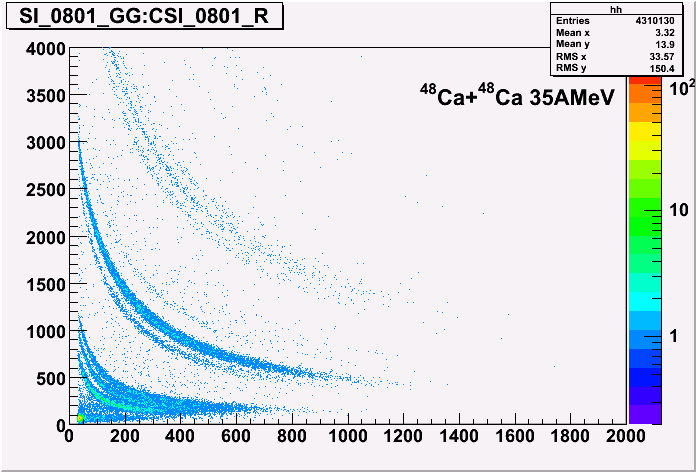 SI_0801_GG:CSI_0801_R
hh
Entries 4310130
Mean x 3.32
Mean y 13.9
RMS x 33.57
RMS y 150.4
⁴⁸Ca+⁴⁸Ca 35AMeV
4000
3500
3000
2500
2000
1500
1000
500
0
0 200 400 600 800 1000 1200 1400 1600 1800 2000
10²
10
1